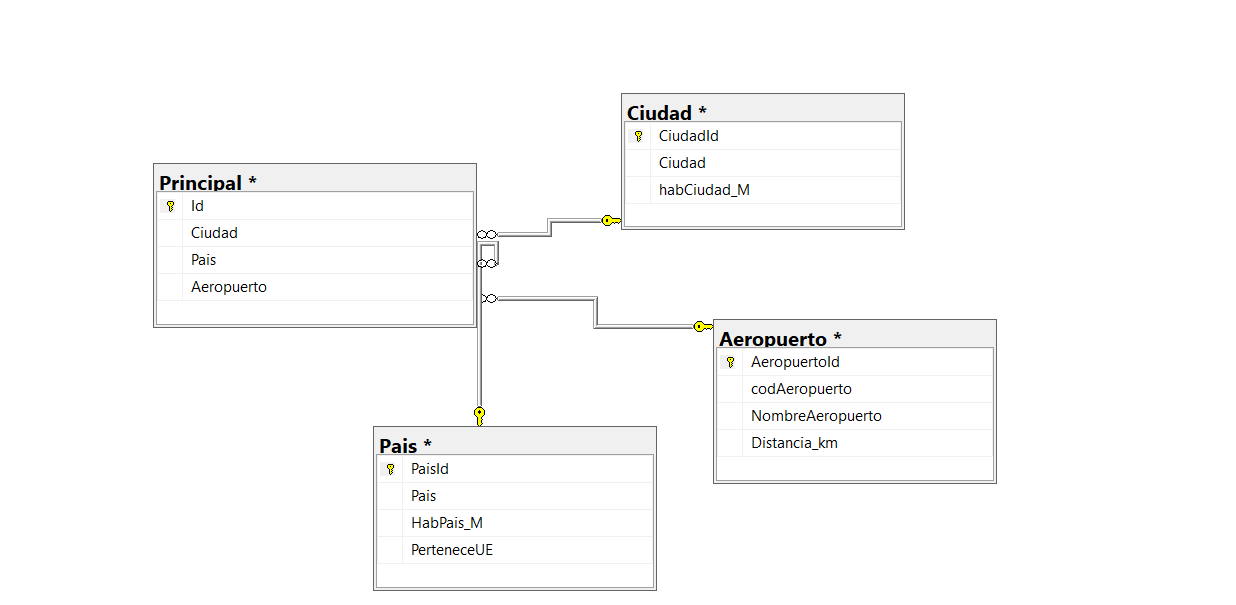 Ciudad *
CiudadId
Ciudad
habCiudad_M
Principal *
Id
Ciudad
Pais
Aeropuerto
Aeropuerto *
AeropuertoId
codAeropuerto
NombreAeropuerto
Distancia_km
Pais *
PaisId
Pais
HabPais_M
PerteneceUE